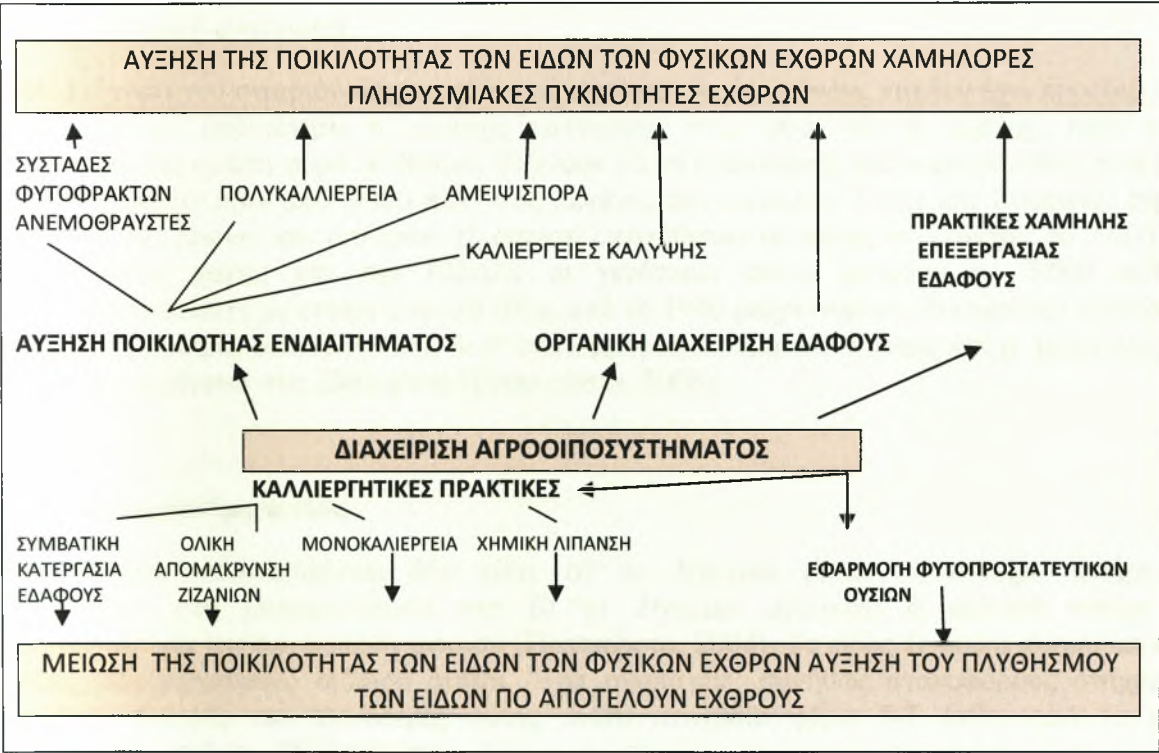 ΑΥΞΗΣΗ ΤΗΣ ΠΟΙΚΙΛΟΤΗΤΑΣ ΤΩΝ ΕΙΔΩΝ ΤΩΝ ΦΥΣΙΚΩΝ ΕΧΘΡΩΝ ΧΑΜΗΛΟΡΕΣ
ΠΛΗΘΥΣΜΙΑΚΕΣ ΠΥΚΝΟΤΗΤΕΣ ΕΧΘΡΩΝ
ΣΥΣΤΑΔΕΣ
ΦΥΤΟΦΡΑΚΤΩΝ
ΑΝΕΜΟΘΡΑΥΣΤΕΣ
ΠΟΛΥΚΑΛΛΙΕΡΓΕΙΑ
ΑΜΕΙΨΙΣΠΟΡΑ
ΚΑΛΙΕΡΓΕΙΕΣ ΚΑΛΥΨΗΣ
ΠΡΑΚΤΙΚΕΣ ΧΑΜΗΛΗΣ
ΕΠΕΞΕΡΓΑΣΙΑΣ
ΕΔΑΦΟΥΣ
ΑΥΞΗΣΗ ΠΟΙΚΙΛΟΤΗΑΣ ΕΝΔΙΑΙΤΗΜΑΤΟΣ
ΟΡΓΑΝΙΚΗ ΔΙΑΧΕΙΡΙΣΗ ΕΔΑΦΟΥΣ
ΔΙΑΧΕΙΡΙΣΗ ΑΓΡΟΟΙΠΟΣΥΣΤΗΜΑΤΟΣ
ΚΑΛΛΙΕΡΓΗΤΙΚΕΣ ΠΡΑΚΤΙΚΕΣ
ΣΥΜΒΑΤΙΚΗ
ΚΑΤΕΡΓΑΣΙΑ
ΕΔΑΦΟΥΣ
ΟΛΙΚΗ
ΑΠΟΜΑΚΡΥΝΣΗ
ΖΙΖΑΝΙΩΝ
ΜΟΝΟΚΑΛΙΕΡΓΕΙΑ
ΧΗΜΙΚΗ ΛΙΠΑΝΣΗ
ΕΦΑΡΜΟΓΗ ΦΥΤΟΠΡΟΣΤΑΤΕΥΤΙΚΩΝ
ΟΥΣΙΩΝ
ΜΕΙΩΣΗ ΤΗΣ ΠΟΙΚΙΛΟΤΗΤΑΣ ΤΩΝ ΕΙΔΩΝ ΤΩΝ ΦΥΣΙΚΩΝ ΕΧΘΡΩΝ ΑΥΞΗΣΗ ΤΟΥ ΠΛΥΘΗΣΜΟΥ
ΤΩΝ ΕΙΔΩΝ ΠΟ ΑΠΟΤΕΛΟΥΝ ΕΧΘΡΟΥΣ